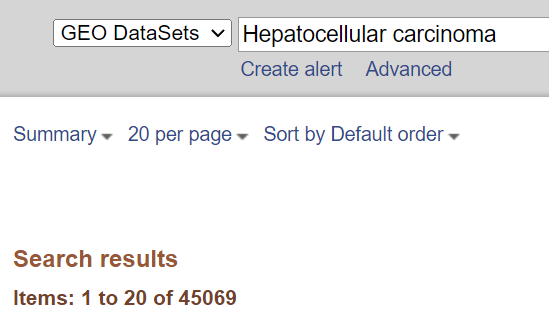 GEO DataSets Hepatocellular carcinoma
Create alert Advanced
Summary 20 per page Sort by Default order
Search results
Items: 1 to 20 of 45069